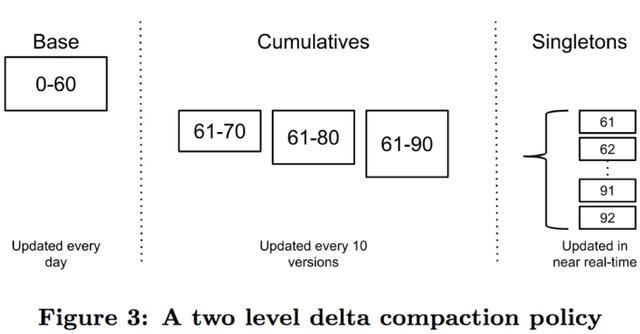 Base
0-60
Updated every
day
Cumulatives
61-70
61-80
61-90
Updated every 10
versions
Singletons
61
62
91
92
Updated in
near real-time
Figure 3: A two level delta compaction policy